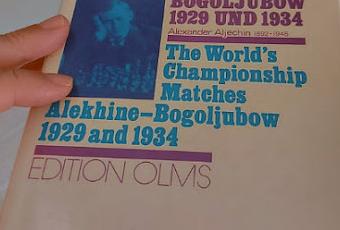 BOGOLJUBOW
1929 UND 1934
Alexander Aljechin 1892-1946
The World's
Championship
Matches
Alekhine-Bogoljubow
1929 and 1934
EDITION OLMS